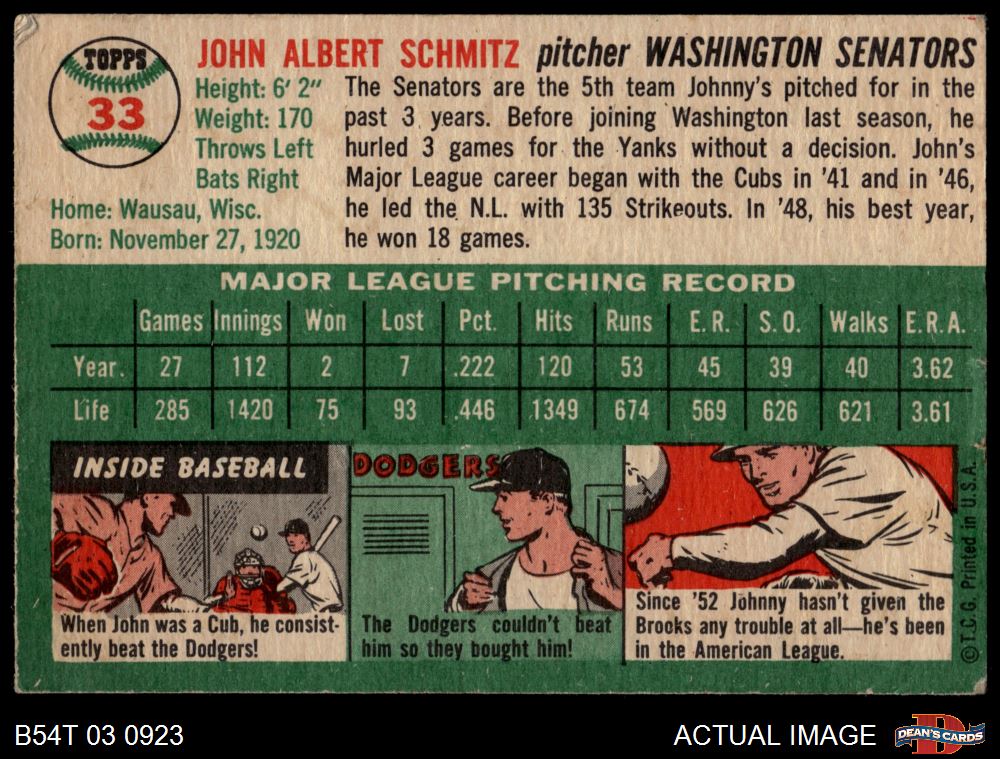 TOPPS
33
JOHN ALBERT SCHMITZ pitcher WASHINGTON SENATORS
Height: 6' 2"
Weight: 170
Throws Left
Bats Right
Home: Wausau, Wisc.
Born: November 27, 1920
The Senators are the 5th team Johnny's pitched for in the
past 3 years. Before joining Washington last season, he
hurled 3 games for the Yanks without a decision. John's
Major League career began with the Cubs in '41 and in '46,
he led the N.L. with 135 Strikeouts. In '48, his best year,
he won 18 games.
MAJOR LEAGUE PITCHING RECORD
Games Innings Won Lost Pct. Hits Runs E.R. S.O. Walks E.R.A.
Year. 27 112 2 7 .222 120 53 45 39 40 3.62
Life 285 1420 75 93 .446 1349 674 569 626 621 3.61
INSIDE BASEBALL
When John was a Cub, he consist-
ently beat the Dodgers!
DODGERS
The Dodgers couldn't beat
him so they bought him!
Since '52 Johnny hasn't given the
Brooks any trouble at all—he's been
in the American League.
© T.C.G. Printed in U.S.A.
B54T 03 0923
ACTUAL IMAGE
D
DEAN'S CARDS